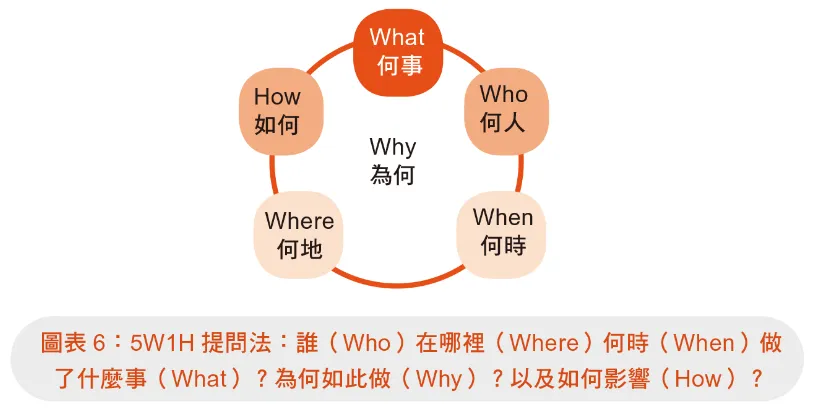 What
何事
Who
何人
When
何時
Where
何地
How
如何
Why
為何
圖表 6：5W1H 提問法：誰（Who）在哪裡（Where）何時（When）做
了什麼事（What）？為何如此做（Why）？以及如何影響（How）？